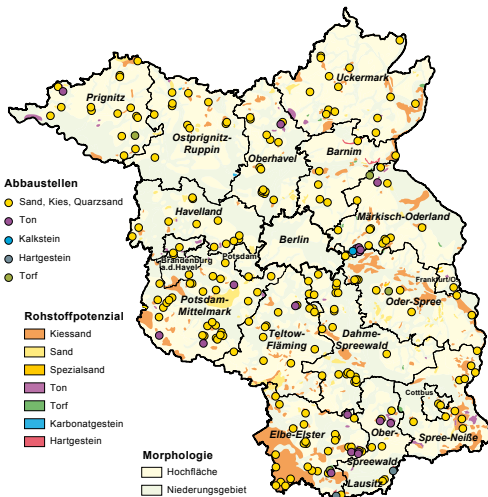 Prignitz
Uckermark
Ostprignitz-
Ruppin
Oberhavel
Barnim
Abbaustellen
Sand, Kies, Quarzsand
Ton
Kalkstein
Hartgestein
Torf
Havelland
Märkisch-Oderland
Berlin
Potsdam
Brandenburg
a.d.Havel
Frankfurt/O.
Oder-Spree
Potsdam-
Mittelmark
Teltow-
Fläming
Dahme-
Spreewald
Rohstoffpotenzial
Kiessand
Sand
Spezialsand
Ton
Torf
Karbonatgestein
Hartgestein
Cottbus
Elbe-Elster
Ober-
spreewald
Lausitz
Spree-Neiße
Morphologie
Hochfläche
Niederungsgebiet